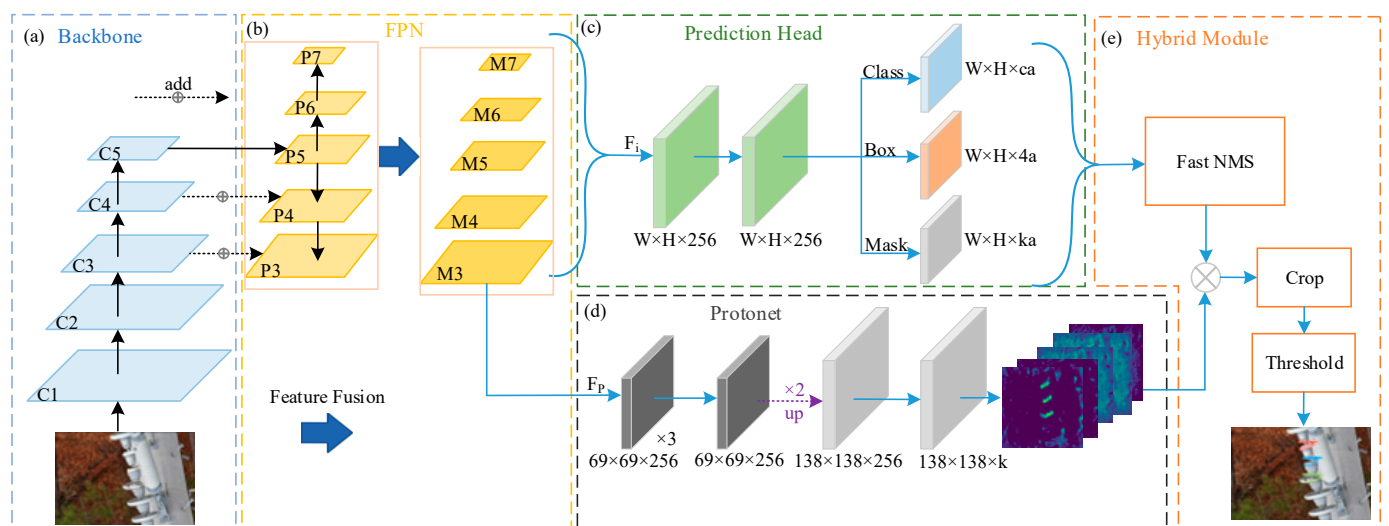 (a) Backbone
add
C5
C4
C3
C2
C1
(b) FPN
P7
P6
P5
P4
P3
M7
M6
M5
M4
M3
Feature Fusion
(c) Prediction Head
Fi
W×H×256
W×H×256
Class
W×H×ca
Box
W×H×4a
Mask
W×H×ka
(d) Protonet
FP
×3
69×69×256
69×69×256
×2
up
138×138×256
138×138×k
(e) Hybrid Module
Fast NMS
Crop
Threshold